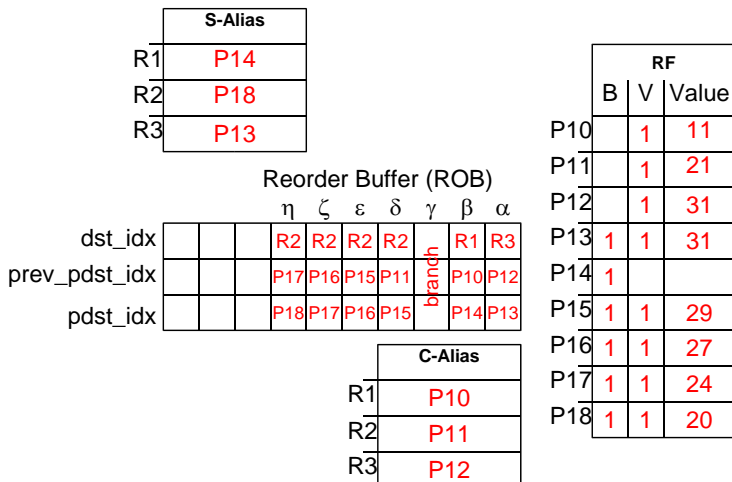 S-Alias
R1 P14
R2 P18
R3 P13
RF
B V Value
P10 1 11
P11 1 21
P12 1 31
P13 1 1 31
P14 1
P15 1 1 29
P16 1 1 27
P17 1 1 24
P18 1 1 20
Reorder Buffer (ROB)
η ζ ε δ γ β α
dst_idx R2 R2 R2 R2 R1 R3
prev_pdst_idx P17 P16 P15 P11 branch P10 P12
pdst_idx P18 P17 P16 P15 P14 P13
C-Alias
R1 P10
R2 P11
R3 P12